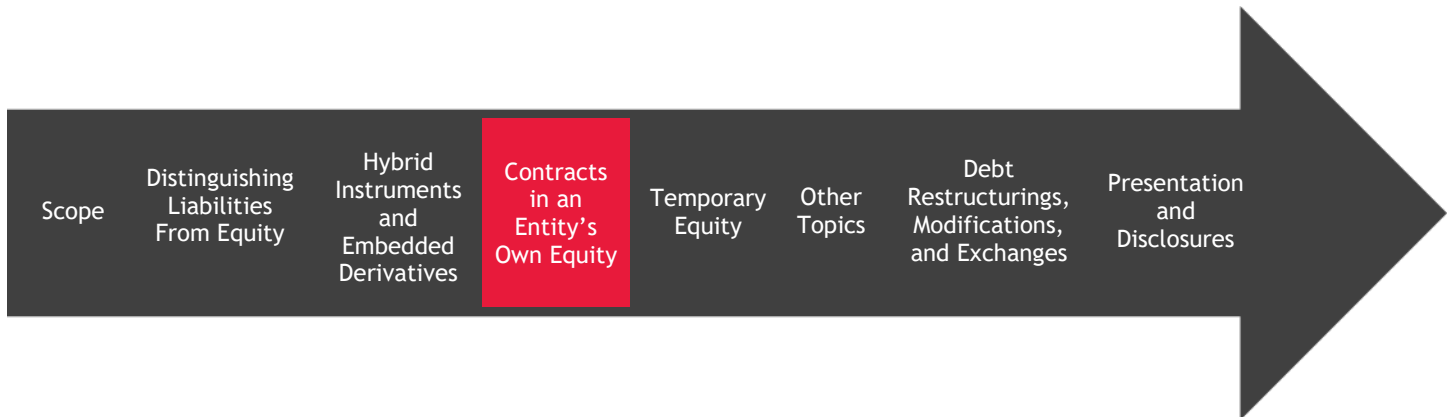 Scope
Distinguishing
Liabilities
From Equity
Hybrid
Instruments
and
Embedded
Derivatives
Contracts
in an
Entity’s
Own Equity
Temporary
Equity
Other
Topics
Debt
Restructurings,
Modifications,
and Exchanges
Presentation
and
Disclosures